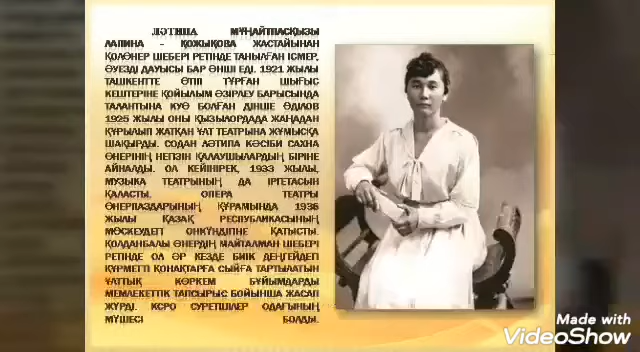 ЛӘТИПА МҰҢАЙТПАСҚЫЗЫ
ЛАПИНА - ҚОЖЫҚОВА ЖАСТАЙЫНАН
ҚОЛӨНЕР ШЕБЕРІ РЕТІНДЕ ТАНЫЛҒАН ІСМЕР,
ӘУЕЗДІ ДАУЫСЫ БАР ӘНШІ ЕДІ. 1921 ЖЫЛЫ
ТАШКЕНТТЕ ӨТІП ТҰРҒАН ШЫҒЫС
КЕШТЕРІНЕ ҚОЙЫЛЫМ ӘЗІРЛЕУ БАРЫСЫНДА
ТАЛАНТЫНА КУӘ БОЛҒАН ДІНШЕ ӘДІЛОВ
1925 ЖЫЛЫ ОНЫ ҚЫЗЫЛОРДАДА ЖАҢАДАН
ҚҰРЫЛЫП ЖАТҚАН ҰЛТ ТЕАТРЫНА ЖҰМЫСҚА
ШАҚЫРДЫ. СОДАН ЛӘТИПА КӘСІБИ САХНА
ӨНЕРІНІҢ НЕГІЗІН ҚАЛАУШЫЛАРДЫҢ БІРІНЕ
АЙНАЛДЫ. ОЛ КЕЙІНІРЕК, 1933 ЖЫЛЫ,
МУЗЫКА ТЕАТРЫНЫҢ ДА ІРГЕТАСЫН
ҚАЛАСТЫ. ОПЕРА ТЕАТРЫ
ӨНЕРПАЗДАРЫНЫҢ ҚҰРАМЫНДА 1936
ЖЫЛЫ ҚАЗАҚ РЕСПУБЛИКАСЫНЫҢ
МӘСКЕУДЕГІ ОНКҮНДІГІНЕ ҚАТЫСТЫ.
ҚОЛДАНБАЛЫ ӨНЕРДІҢ МАЙТАЛМАН ШЕБЕРІ
РЕТІНДЕ ОЛ ӘР КЕЗДЕ БИІК ДЕҢГЕЙДЕГІ
ҚҰРМЕТТІ ҚОНАҚТАРҒА СЫЙҒА ТАРТЫЛАТЫН
ҰЛТТЫҚ КӨРКЕМ БҰЙЫМДАРДЫ
МЕМЛЕКЕТТІК ТАПСЫРЫС БОЙЫНША ЖАСАП
ЖҮРДІ. КСРО СУРЕТШІЛЕР ОДАҒЫНЫҢ
МҮШЕСІ БОЛДЫ.
Made with
VideoShow